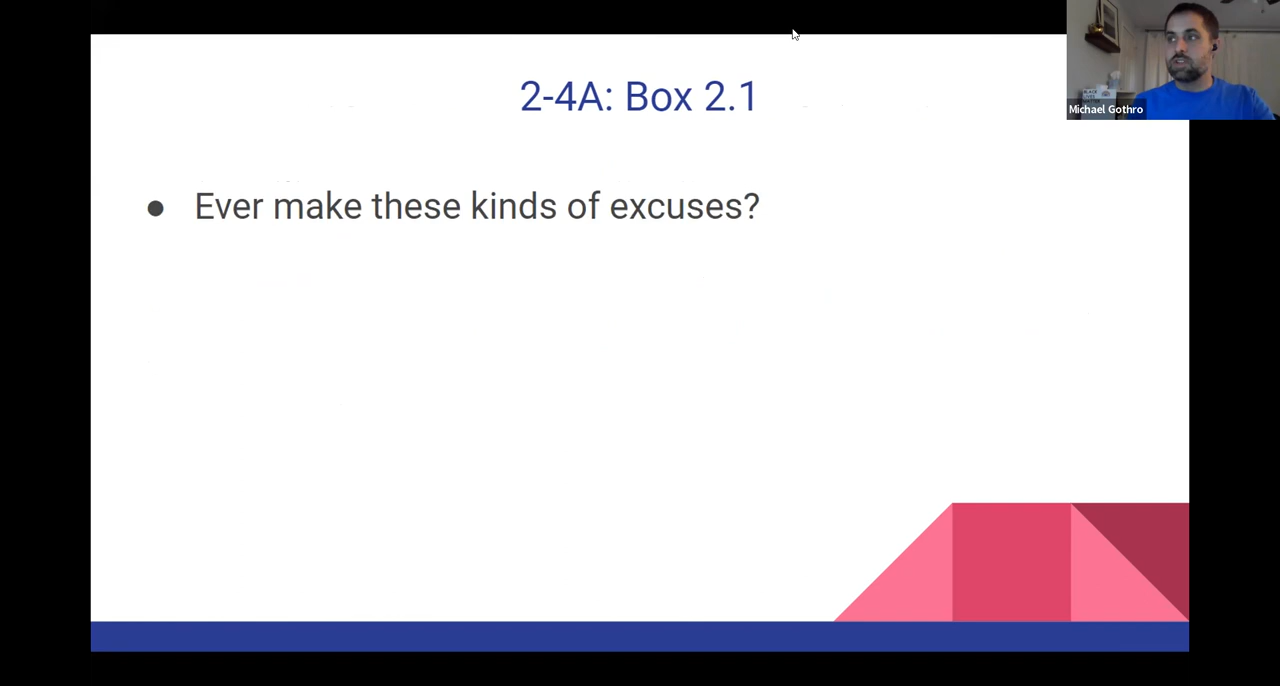 2-4A: Box 2.1
Michael Gothro
● Ever make these kinds of excuses?